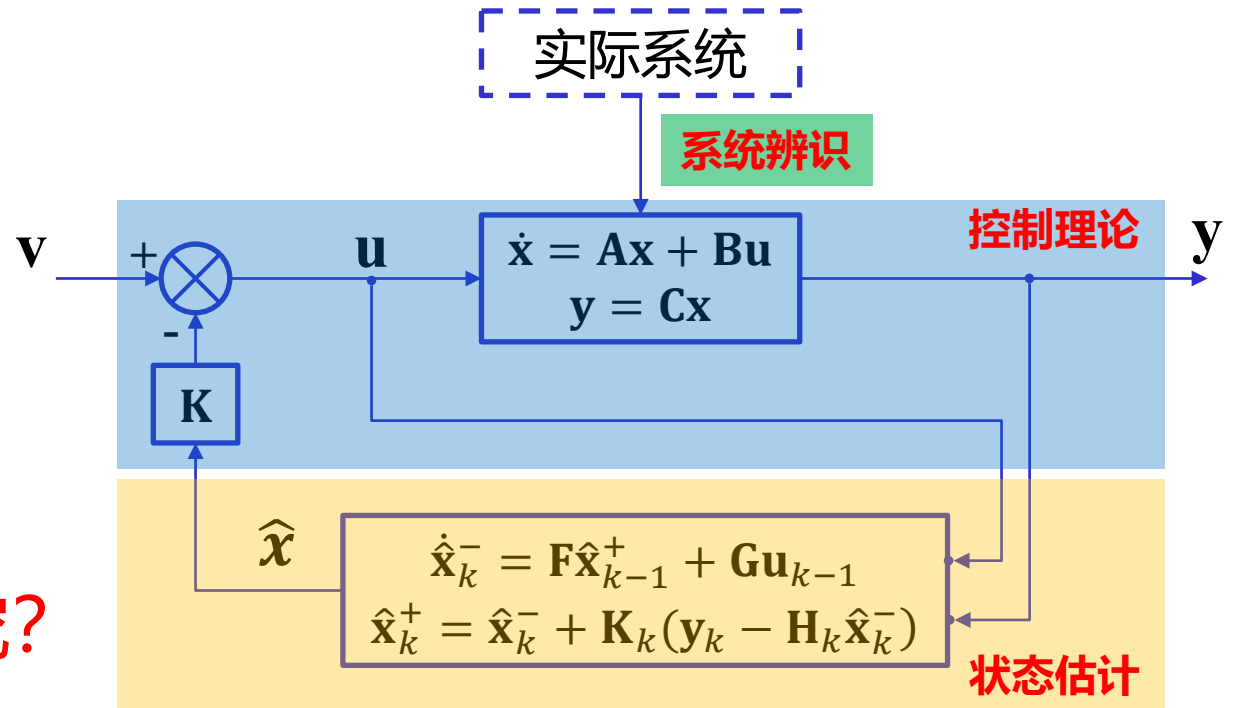 实际系统
系统辨识
控制理论
v
+
u
y
ẋ = Ax + Bu
y = Cx
-
K
x̂
ẋ̂ₖ⁻ = Fx̂ₖ₋₁⁺ + Guₖ₋₁
x̂ₖ⁺ = x̂ₖ⁻ + Kₖ(yₖ − Hₖx̂ₖ⁻)
?
状态估计